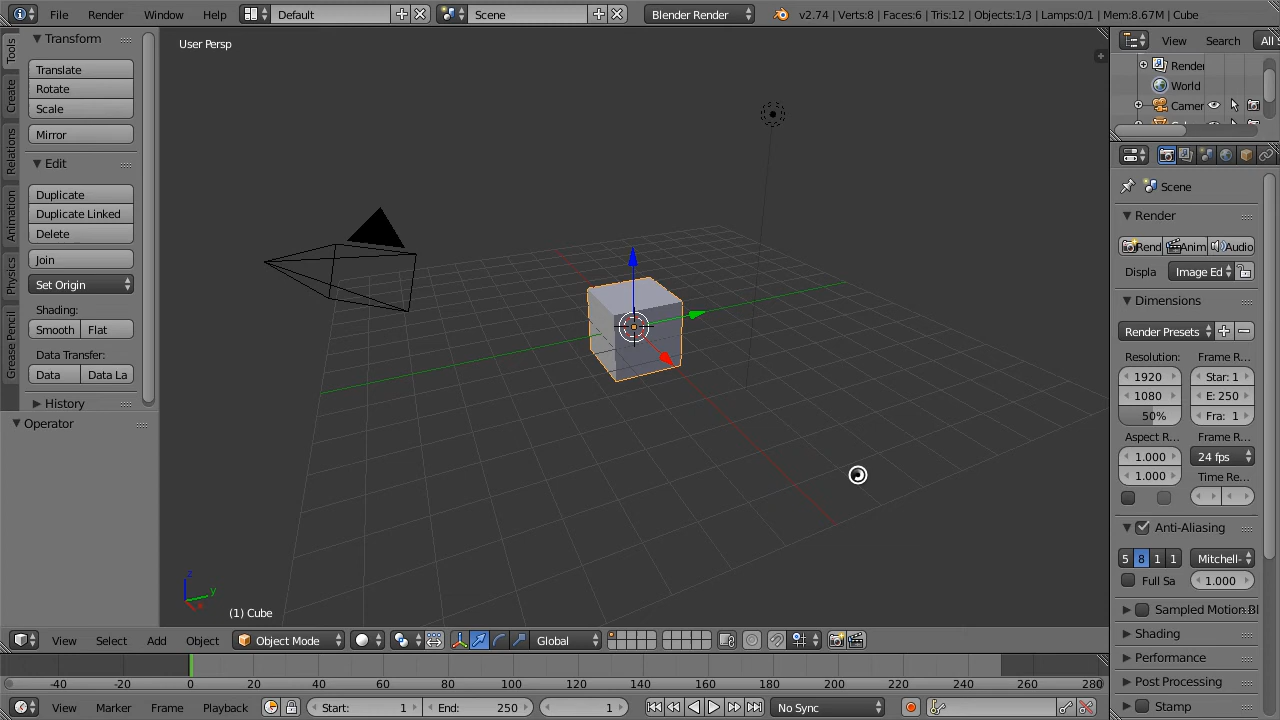 File Render Window Help Default Scene Blender Render v2.74 | Verts:8 | Faces:6 | Tris:12 | Objects:1/3 | Lamps:0/1 | Mem:8.67M | Cube
Tools
Create
Relations
Animation
Physics
Grease Pencil
Transform
Translate
Rotate
Scale
Mirror
Edit
Duplicate
Duplicate Linked
Delete
Join
Set Origin
Shading:
Smooth Flat
Data Transfer:
Data Data La
History
Operator
User Persp
z
y
x
(1) Cube
View Search All S
Render
World
Camer
Scene
Render
Rend Anim Audio
Displa Image Ed
Dimensions
Render Presets
Resolution: Frame R...
1920 Star: 1
1080 E: 250
50% Fra: 1
Aspect R... Frame R...
1.000 24 fps
1.000 Time Re...
Anti-Aliasing
5 8 1 1 Mitchell-
Full Sa 1.000
Sampled Motion Bl
Shading
Performance
Post Processing
Stamp
View Select Add Object Object Mode Global
-40 -20 0 20 40 60 80 100 120 140 160 180 200 220 240 260 280
View Marker Frame Playback Start: 1 End: 250 1 No Sync